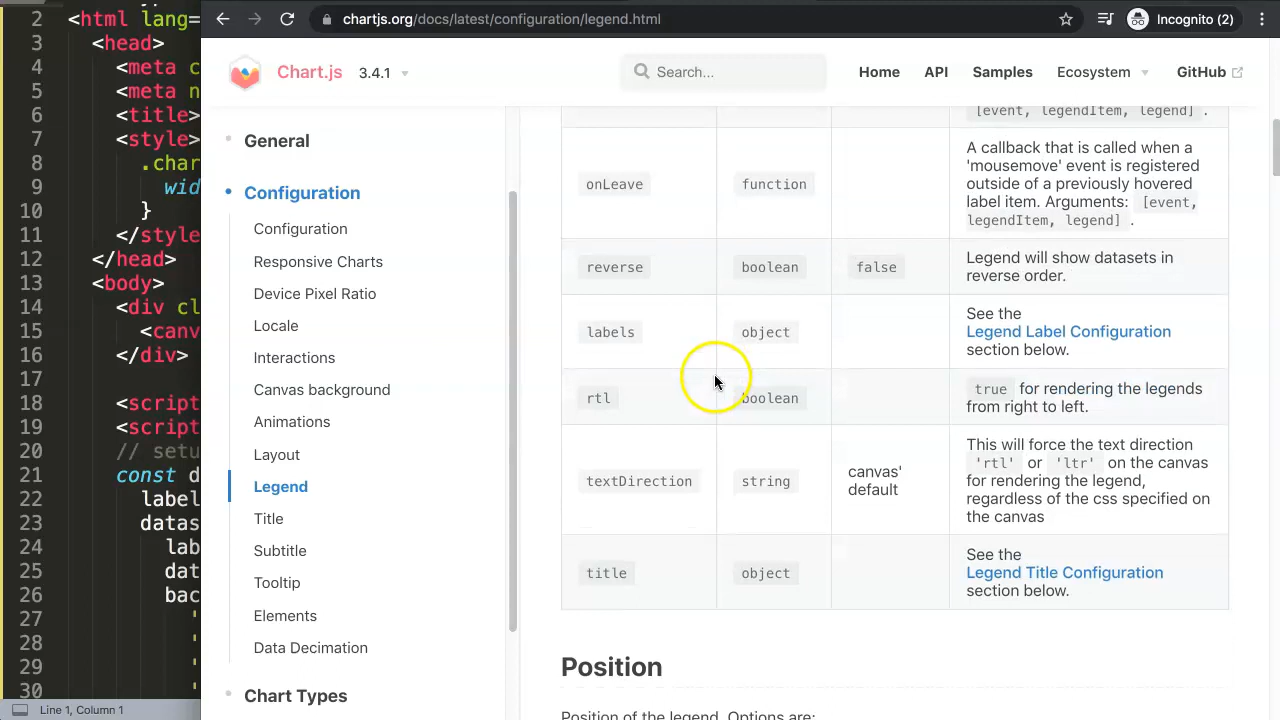 chartjs.org/docs/latest/configuration/legend.html
Incognito (2)
Chart.js 3.4.1
Search...
Home API Samples Ecosystem GitHub
2 <html lang=
3 <head>
4 <meta c
5 <meta n
6 <title>
7 <style>
8 .char
9 wid
10 }
11 </style
12 </head>
13 <body>
14 <div cl
15 <canv
16 </div>
17
18 <script
19 <script
20 // setu
21 const d
22 label
23 datas
24 lab
25 dat
26 bac
27 '
28 '
29 '
30 '
Line 1, Column 1
General
Configuration
Configuration
Responsive Charts
Device Pixel Ratio
Locale
Interactions
Canvas background
Animations
Layout
Legend
Title
Subtitle
Tooltip
Elements
Data Decimation
Chart Types
[event, legendItem, legend] .
onLeave function
A callback that is called when a
'mousemove' event is registered
outside of a previously hovered
label item. Arguments: [event,
legendItem, legend] .
reverse boolean false
Legend will show datasets in
reverse order.
labels object
See the
Legend Label Configuration
section below.
rtl boolean
true for rendering the legends
from right to left.
textDirection string
canvas'
default
This will force the text direction
'rtl' or 'ltr' on the canvas
for rendering the legend,
regardless of the css specified on
the canvas
title object
See the
Legend Title Configuration
section below.
Position
Position of the legend. Options are: